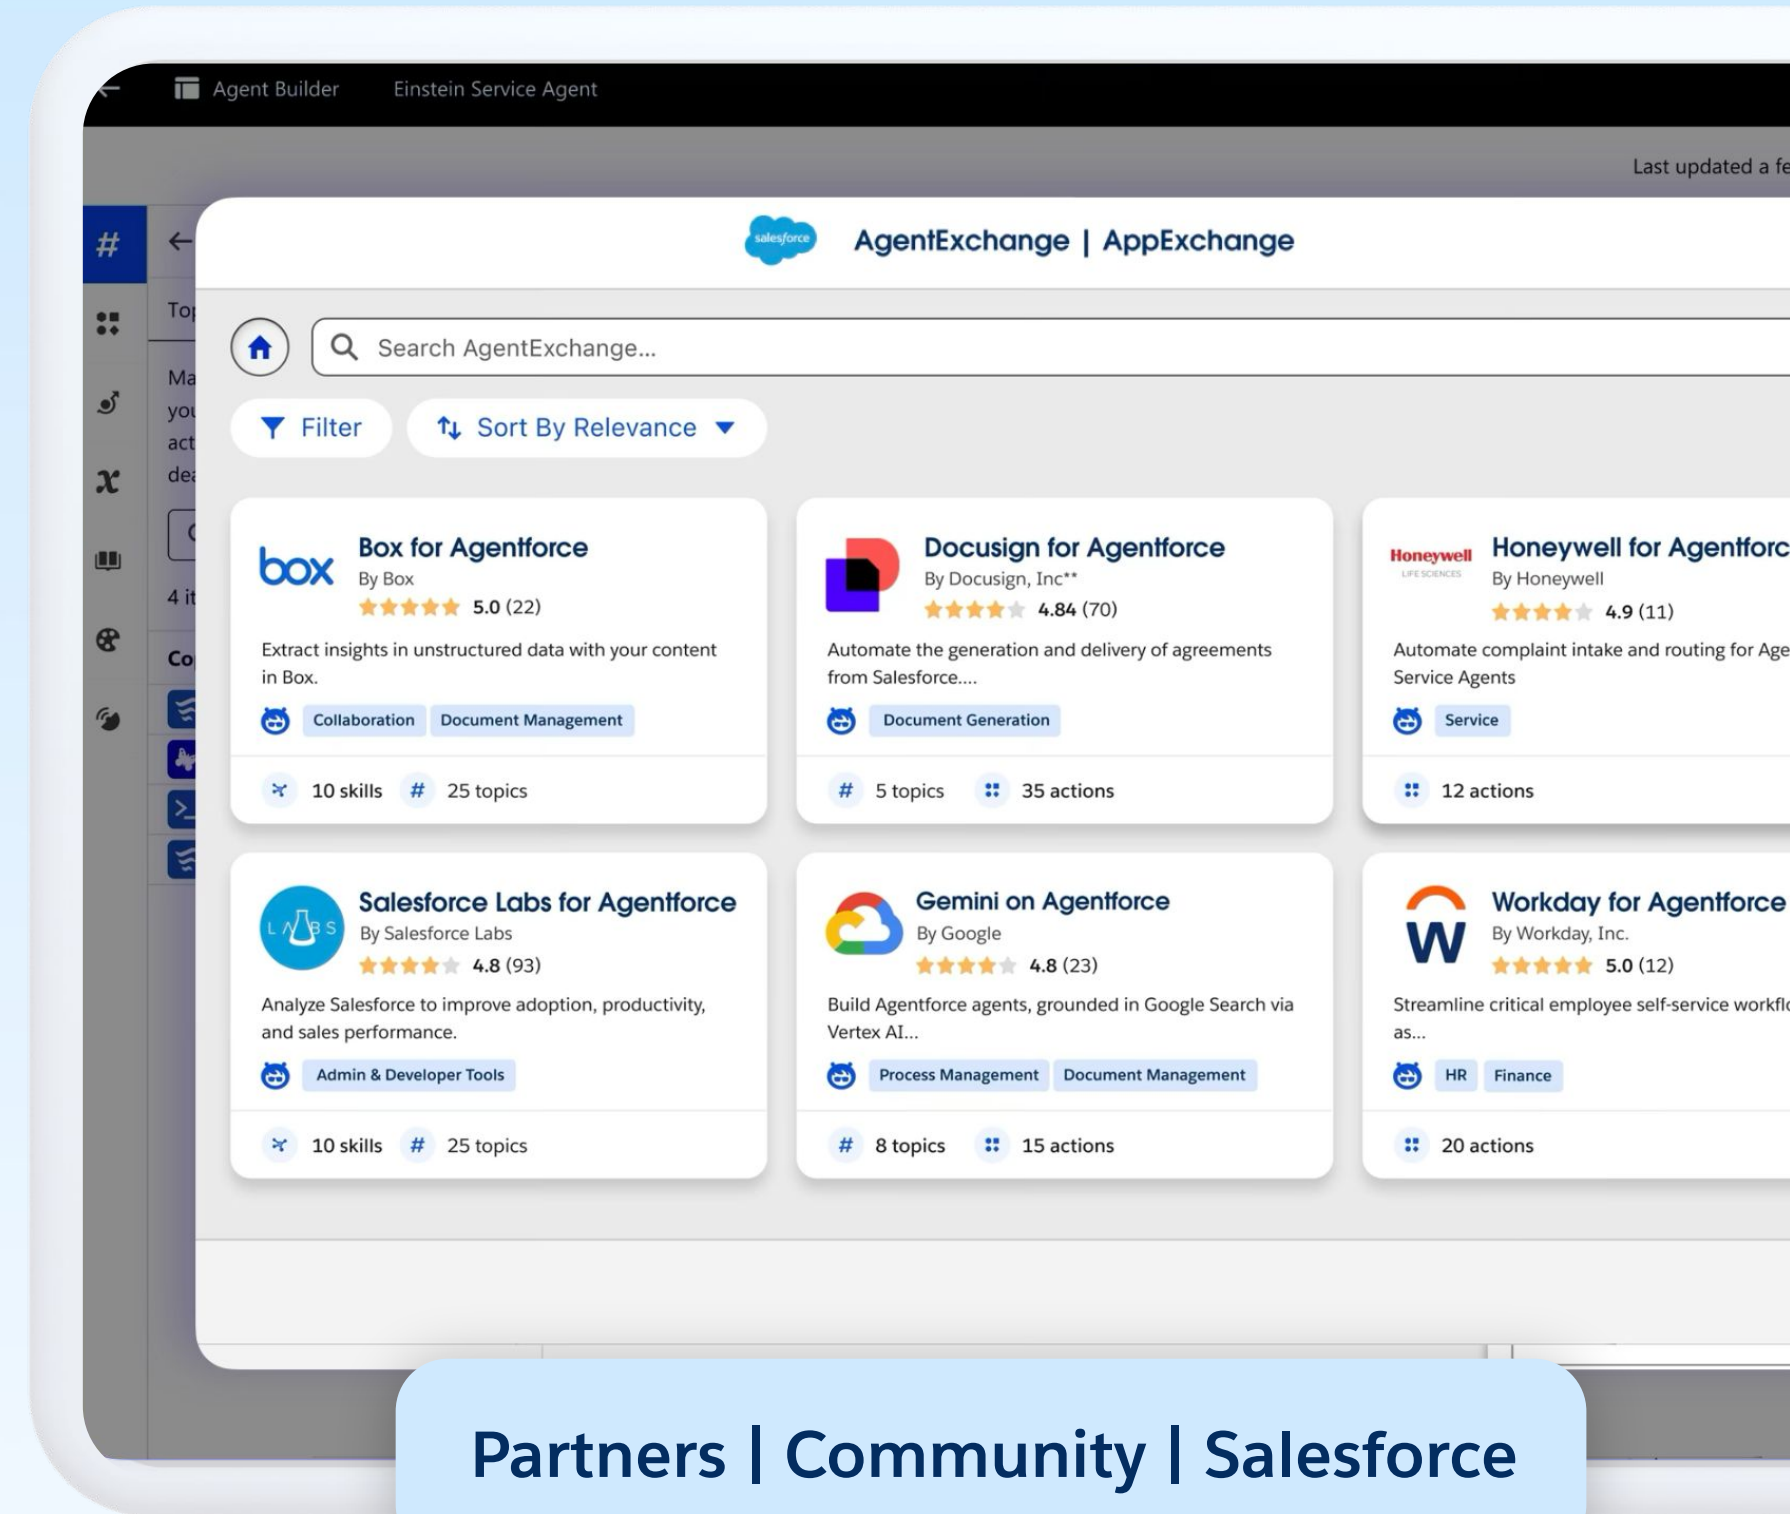 Agent Builder Einstein Service Agent
Last updated a
salesforce AgentExchange | AppExchange
Search AgentExchange...
Filter Sort By Relevance
box
Box for Agentforce
By Box
5.0 (22)
Extract insights in unstructured data with your content
in Box.
Collaboration Document Management
10 skills # 25 topics
Docusign for Agentforce
By Docusign, Inc**
4.84 (70)
Automate the generation and delivery of agreements
from Salesforce....
Document Generation
# 5 topics 35 actions
Honeywell
LIFE SCIENCES
Honeywell for Agentforc
By Honeywell
4.9 (11)
Automate complaint intake and routing for Age
Service Agents
Service
12 actions
LABS
Salesforce Labs for Agentforce
By Salesforce Labs
4.8 (93)
Analyze Salesforce to improve adoption, productivity,
and sales performance.
Admin & Developer Tools
10 skills # 25 topics
Gemini on Agentforce
By Google
4.8 (23)
Build Agentforce agents, grounded in Google Search via
Vertex AI...
Process Management Document Management
# 8 topics 15 actions
Workday for Agentforce
By Workday, Inc.
5.0 (12)
Streamline critical employee self-service workfl
as...
HR Finance
20 actions
Partners | Community | Salesforce